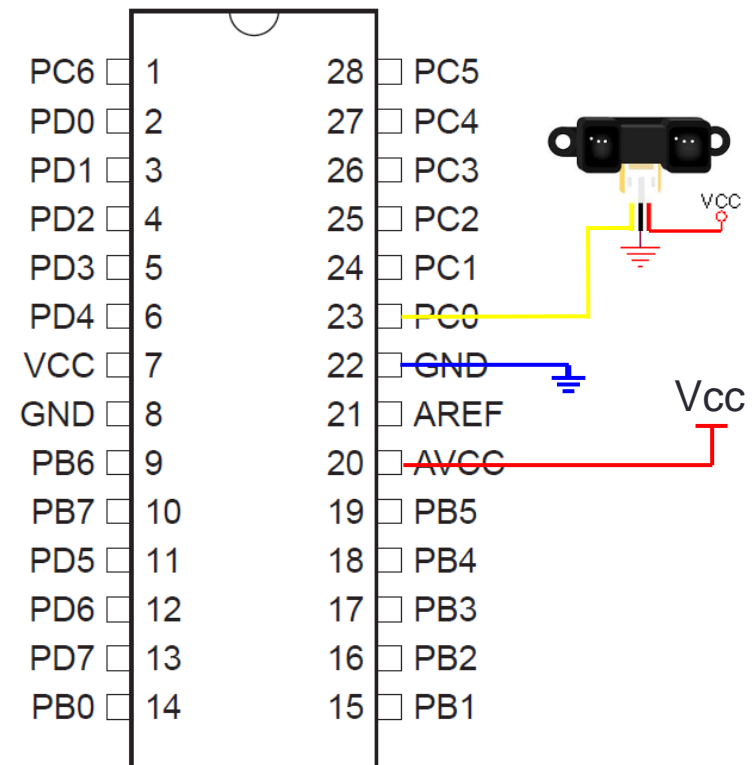 PC6 1 28 PC5
PD0 2 27 PC4
PD1 3 26 PC3
VCC
PD2 4 25 PC2
PD3 5 24 PC1
PD4 6 23 PC0
VCC 7 22 GND
Vcc
GND 8 21 AREF
PB6 9 20 AVCC
PB7 10 19 PB5
PD5 11 18 PB4
PD6 12 17 PB3
PD7 13 16 PB2
PB0 14 15 PB1